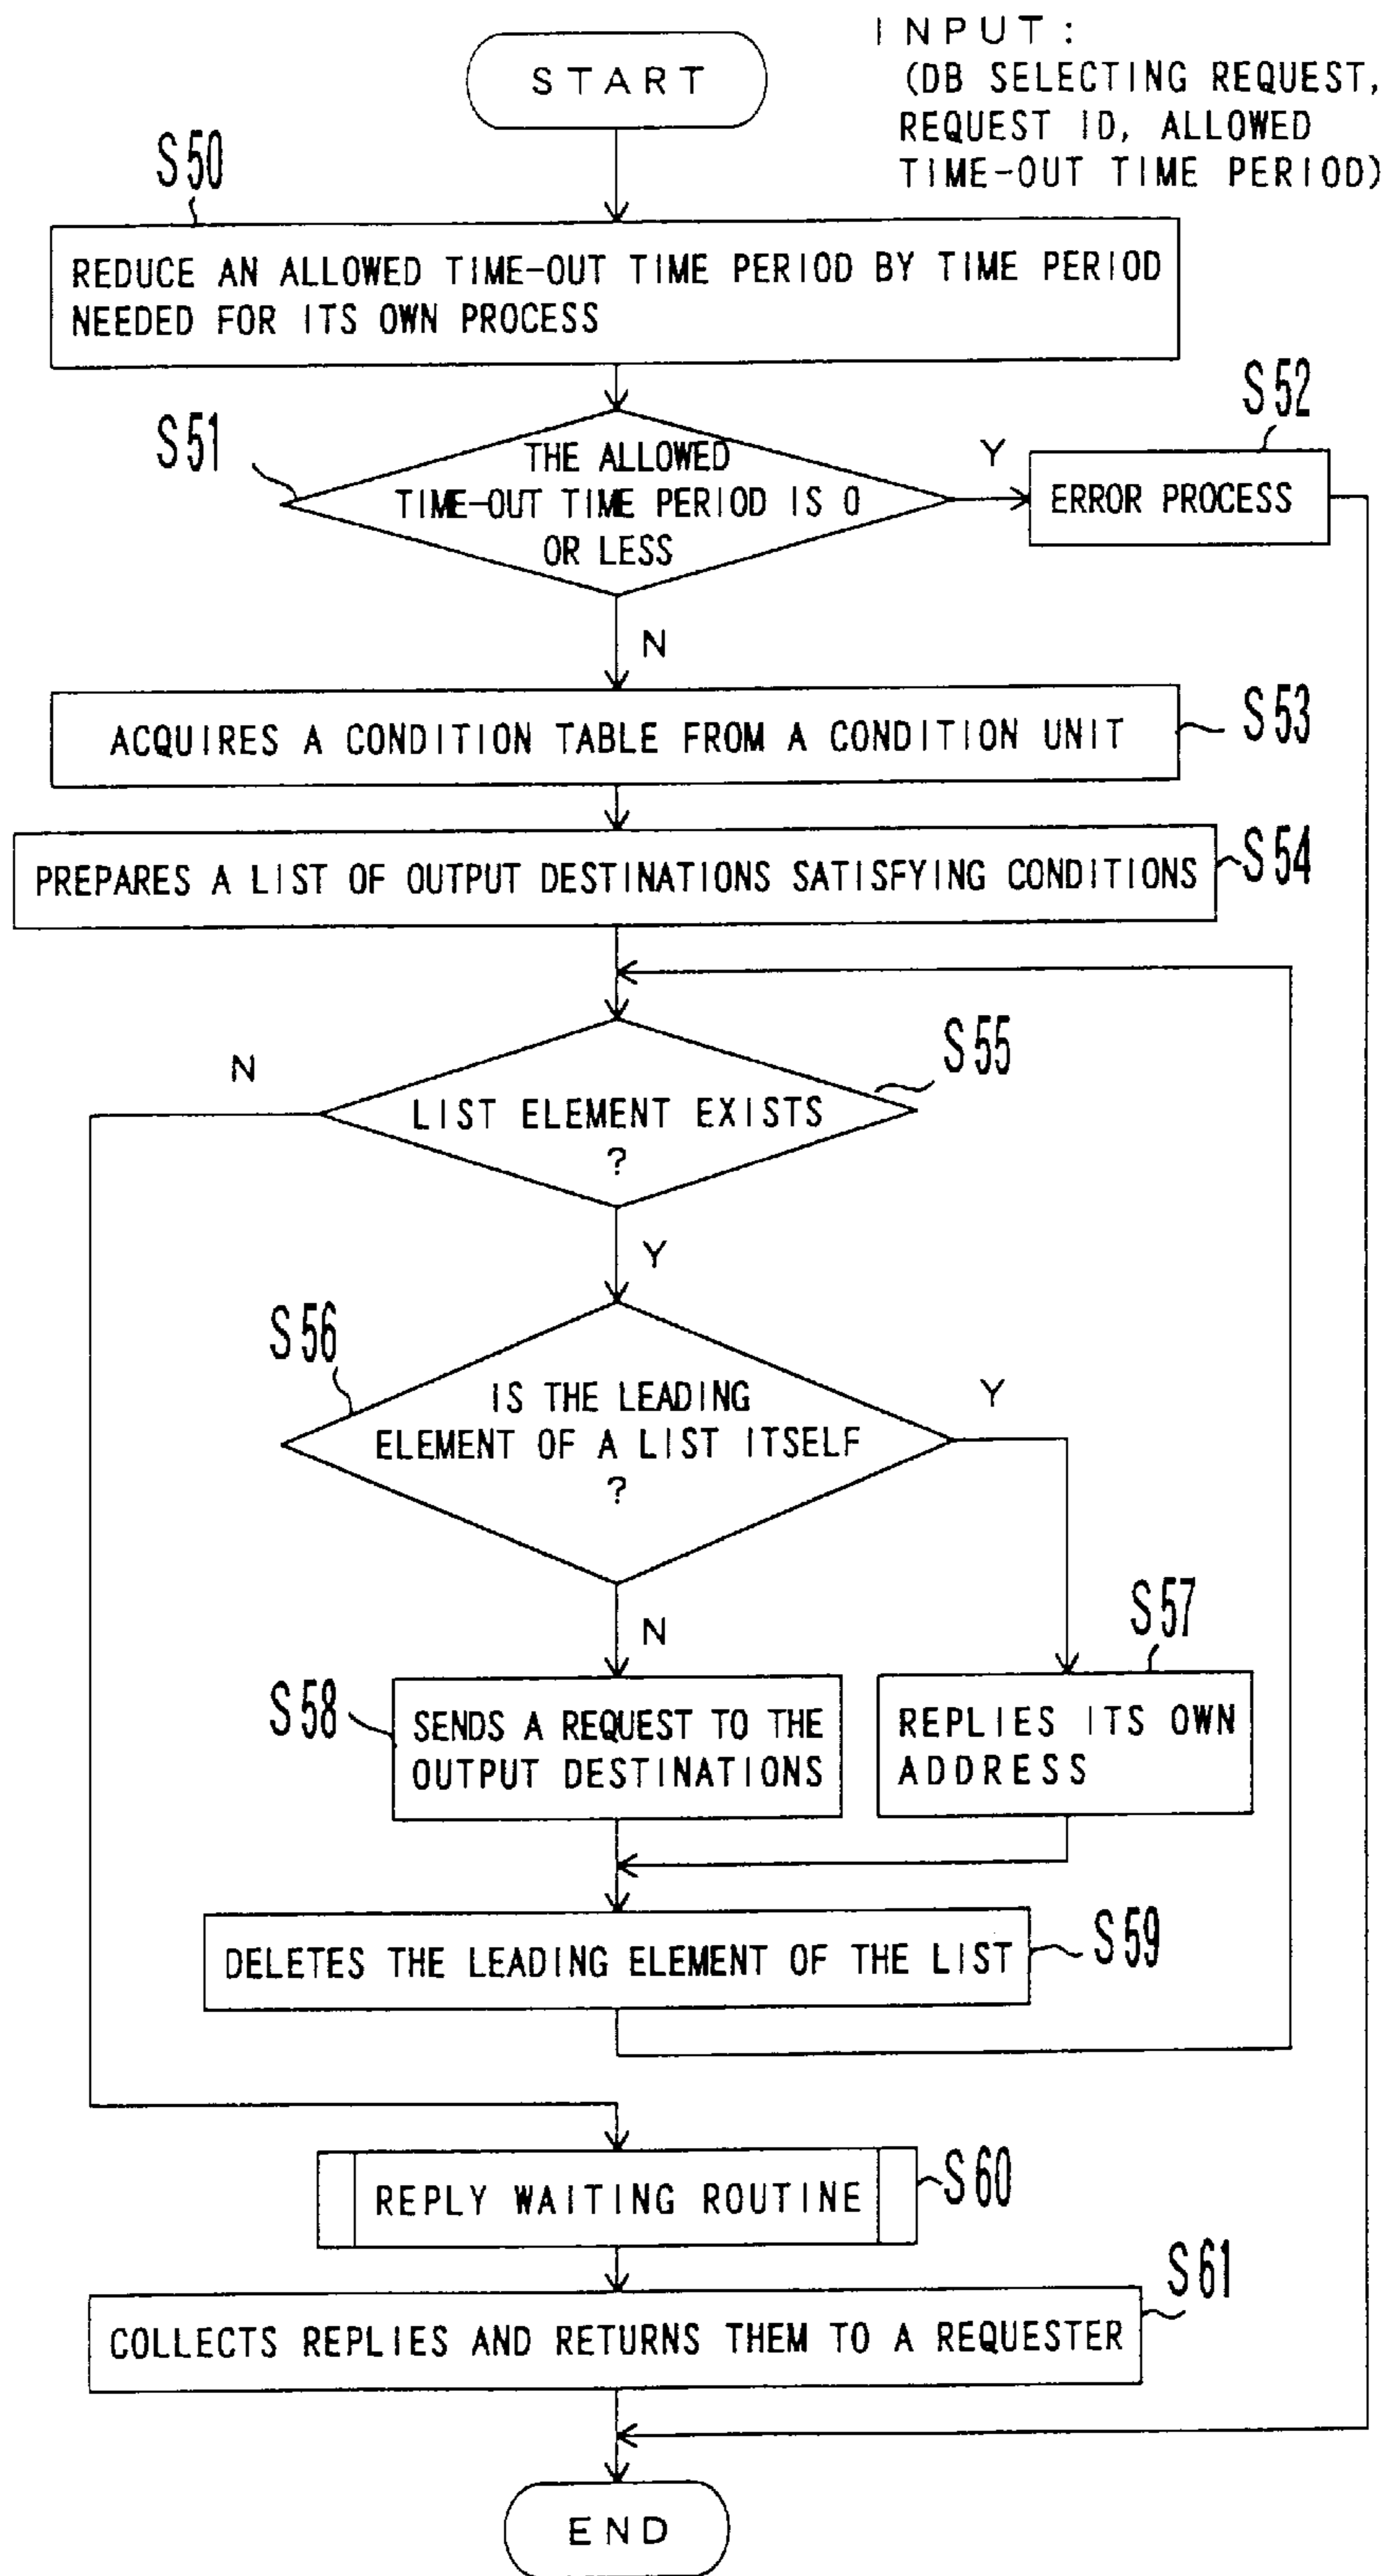 INPUT:
(DB SELECTING REQUEST,
REQUEST ID, ALLOWED
TIME-OUT TIME PERIOD)
START
S50
REDUCE AN ALLOWED TIME-OUT TIME PERIOD BY TIME PERIOD
NEEDED FOR ITS OWN PROCESS
S51
THE ALLOWED
TIME-OUT TIME PERIOD IS 0
OR LESS
Y
S52
ERROR PROCESS
N
ACQUIRES A CONDITION TABLE FROM A CONDITION UNIT
S53
PREPARES A LIST OF OUTPUT DESTINATIONS SATISFYING CONDITIONS
S54
N
S55
LIST ELEMENT EXISTS
?
Y
S56
IS THE LEADING
ELEMENT OF A LIST ITSELF
?
Y
N
S57
REPLIES ITS OWN
ADDRESS
S58
SENDS A REQUEST TO THE
OUTPUT DESTINATIONS
DELETES THE LEADING ELEMENT OF THE LIST
S59
REPLY WAITING ROUTINE
S60
S61
COLLECTS REPLIES AND RETURNS THEM TO A REQUESTER
END